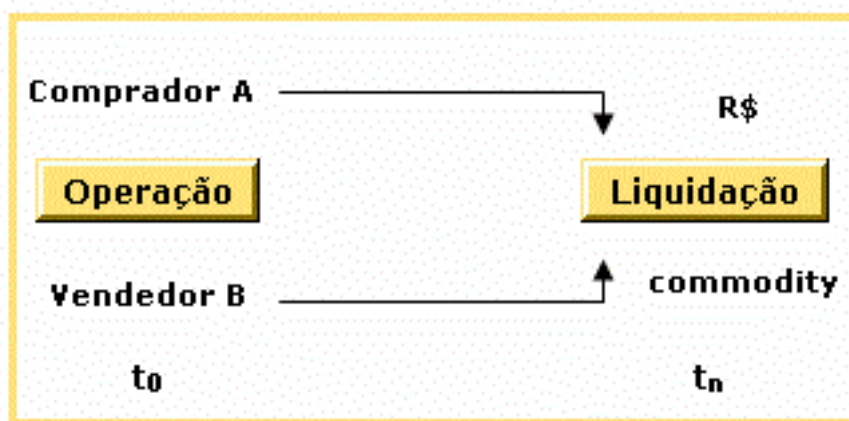 Comprador A
R$
Operação
Liquidação
Vendedor B
commodity
t0
tn